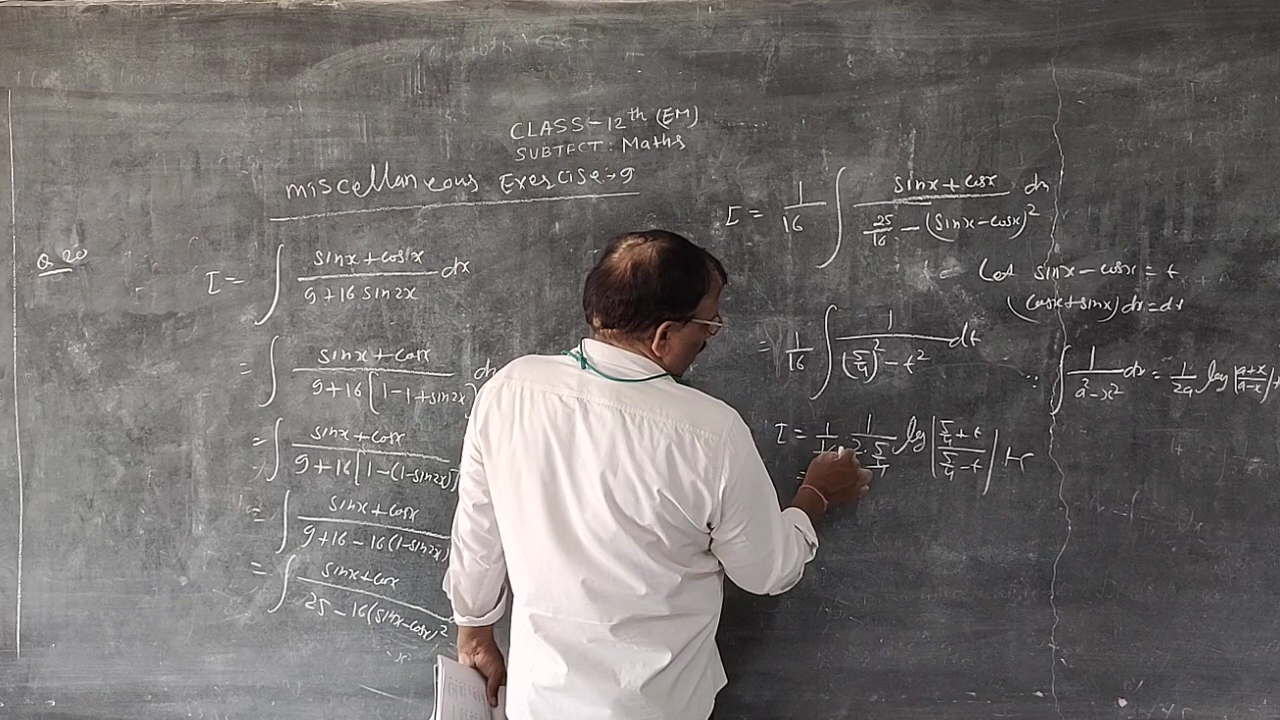 CLASS-12th (EM)
SUBTECT: Maths
miscellaneous Exercise→9
Q 20
I = ∫ sinx+cosx / 9+16 sin2x dx
= ∫ sinx+cosx / 9+16[1-1+sin2x] dx
= ∫ sinx+cosx / 9+16[1-(1-sin2x)]
= ∫ sinx+cosx / 9+16-16(1-sin2x)
= ∫ sinx+cosx / 25-16(sinx-cosx)²
I = 1/16 ∫ sinx+cosx / 25/16 - (sinx-cosx)² dx
Let sinx-cosx = t
(cosx+sinx)dx = dt
= 1/16 ∫ 1 / (5/4)² - t² dt
∵ ∫ 1 / a²-x² dx = 1/2a log |a+x / a-x| +
I = 1/16 1 / 2·5/4 log | 5/4+t / 5/4-t | +c